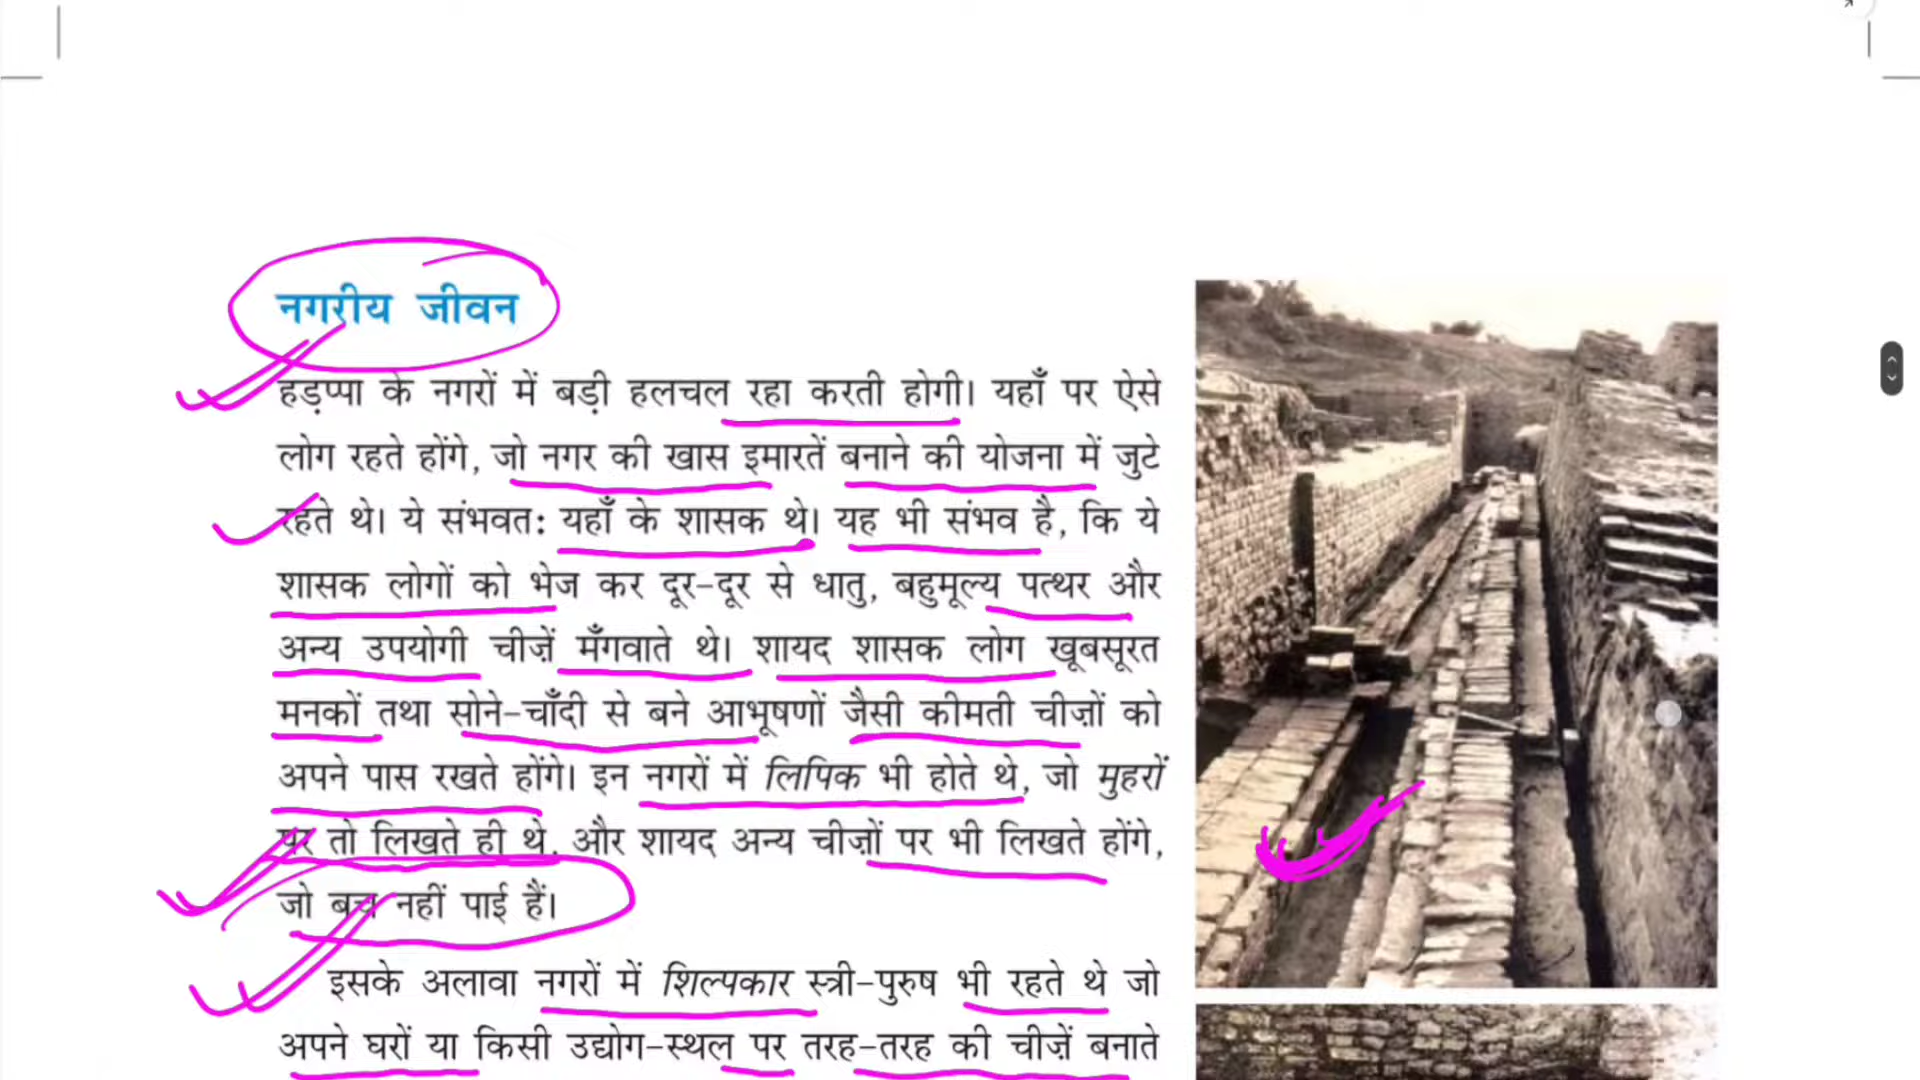 नगरीय जीवन
हड़प्पा के नगरों में बड़ी हलचल रहा करती होगी। यहाँ पर ऐसे
लोग रहते होंगे, जो नगर की खास इमारतें बनाने की योजना में जुटे
रहते थे। ये संभवत: यहाँ के शासक थे। यह भी संभव है, कि ये
शासक लोगों को भेज कर दूर-दूर से धातु, बहुमूल्य पत्थर और
अन्य उपयोगी चीज़ें मँगवाते थे। शायद शासक लोग खूबसूरत
मनकों तथा सोने-चाँदी से बने आभूषणों जैसी कीमती चीज़ों को
अपने पास रखते होंगे। इन नगरों में लिपिक भी होते थे, जो मुहरों
पर तो लिखते ही थे, और शायद अन्य चीज़ों पर भी लिखते होंगे,
जो बच नहीं पाई हैं।
इसके अलावा नगरों में शिल्पकार स्त्री-पुरुष भी रहते थे जो
अपने घरों या किसी उद्योग-स्थल पर तरह-तरह की चीज़ें बनाते